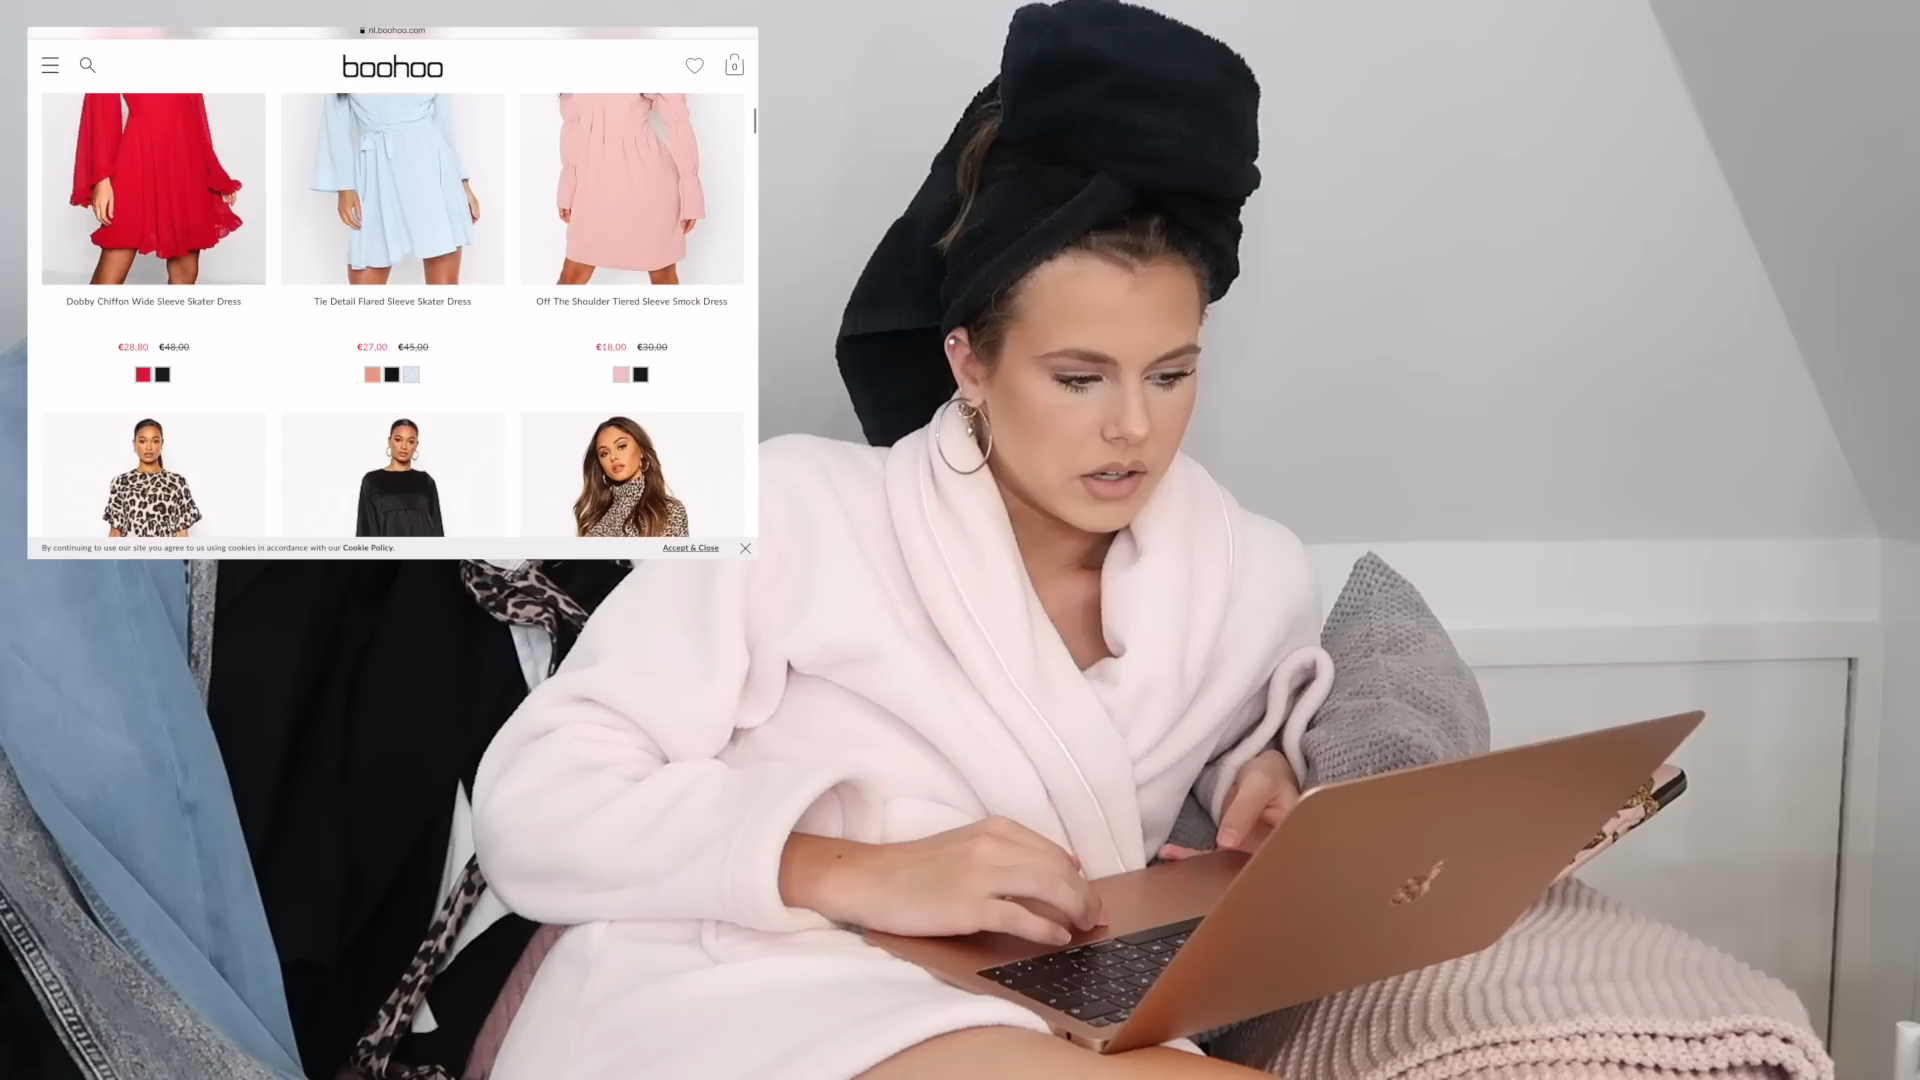 nl.boohoo.com
boohoo
0
Dobby Chiffon Wide Sleeve Skater Dress
Tie Detail Flared Sleeve Skater Dress
Off The Shoulder Tiered Sleeve Smock Dress
€28,80 €48,00
€27,00 €45,00
€18,00 €30,00
By continuing to use our site you agree to us using cookies in accordance with our Cookie Policy.
Accept & Close